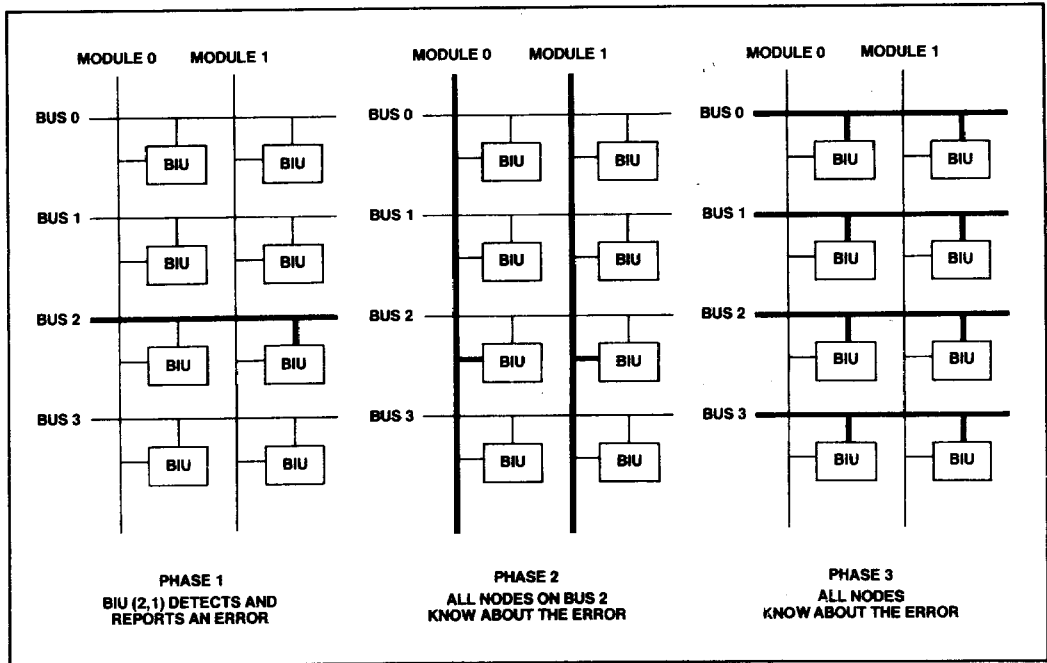 MODULE 0 MODULE 1
BUS 0
BIU BIU
BUS 1
BIU BIU
BUS 2
BIU BIU
BUS 3
BIU BIU
PHASE 1
BIU (2,1) DETECTS AND
REPORTS AN ERROR
MODULE 0 MODULE 1
BUS 0
BIU BIU
BUS 1
BIU BIU
BUS 2
BIU BIU
BUS 3
BIU BIU
PHASE 2
ALL NODES ON BUS 2
KNOW ABOUT THE ERROR
MODULE 0 MODULE 1
BUS 0
BIU BIU
BUS 1
BIU BIU
BUS 2
BIU BIU
BUS 3
BIU BIU
PHASE 3
ALL NODES
KNOW ABOUT THE ERROR